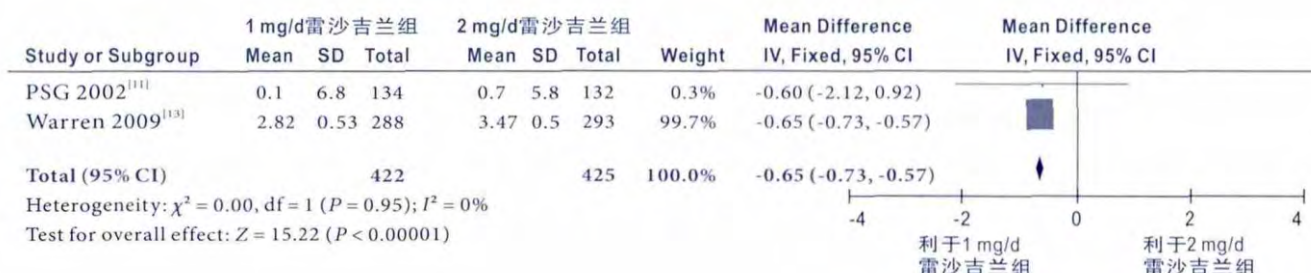 1 mg/d雷沙吉兰组 2 mg/d雷沙吉兰组 Mean Difference Mean Difference
Study or Subgroup Mean SD Total Mean SD Total Weight IV, Fixed, 95% CI IV, Fixed, 95% CI
PSG 2002[11] 0.1 6.8 134 0.7 5.8 132 0.3% -0.60 (-2.12, 0.92)
Warren 2009[13] 2.82 0.53 288 3.47 0.5 293 99.7% -0.65 (-0.73, -0.57)
Total (95% CI) 422 425 100.0% -0.65 (-0.73, -0.57)
Heterogeneity: χ² = 0.00, df = 1 (P = 0.95); I² = 0%
Test for overall effect: Z = 15.22 (P < 0.00001)
-4 -2 0 2 4
利于1 mg/d 利于2 mg/d
雷沙吉兰组 雷沙吉兰组